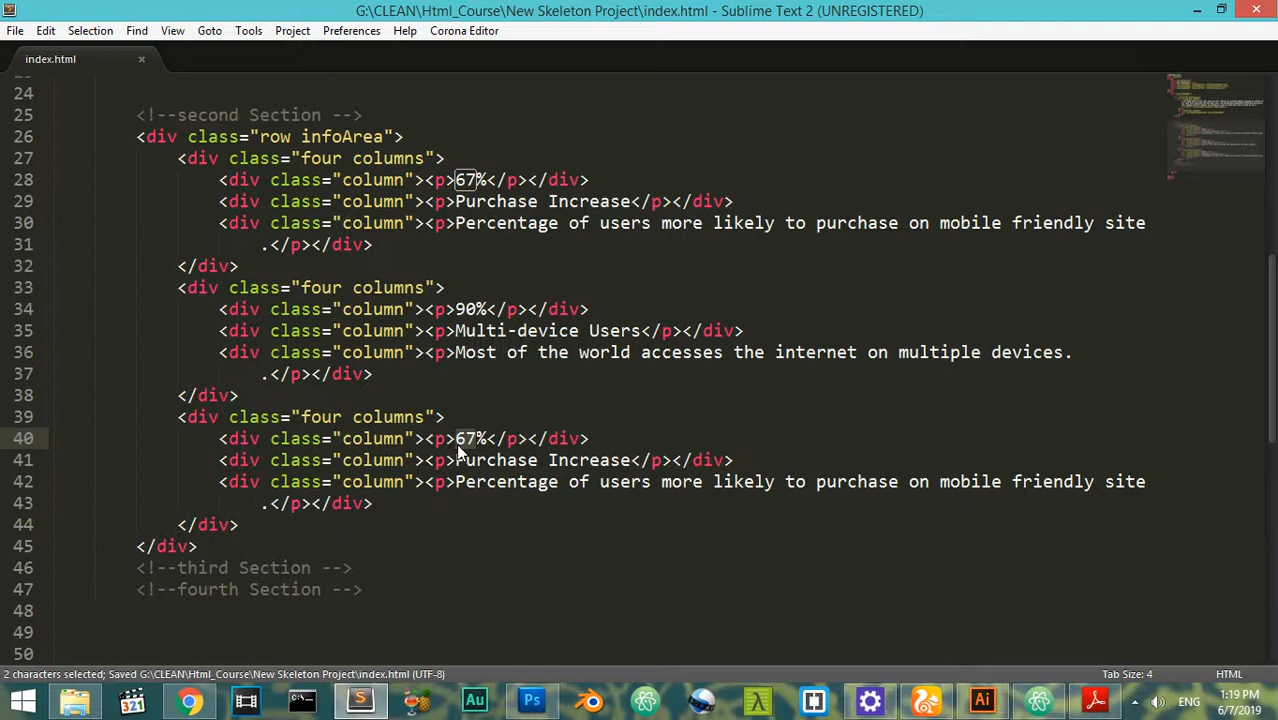 G:\CLEAN\Html_Course\New Skeleton Project\index.html - Sublime Text 2 (UNREGISTERED)
File Edit Selection Find View Goto Tools Project Preferences Help Corona Editor
index.html
24
25 <!--second Section -->
26 <div class="row infoArea">
27 <div class="four columns">
28 <div class="column"><p>67%</p></div>
29 <div class="column"><p>Purchase Increase</p></div>
30 <div class="column"><p>Percentage of users more likely to purchase on mobile friendly site
31 .</p></div>
32 </div>
33 <div class="four columns">
34 <div class="column"><p>90%</p></div>
35 <div class="column"><p>Multi-device Users</p></div>
36 <div class="column"><p>Most of the world accesses the internet on multiple devices.
37 .</p></div>
38 </div>
39 <div class="four columns">
40 <div class="column"><p>67%</p></div>
41 <div class="column"><p>Purchase Increase</p></div>
42 <div class="column"><p>Percentage of users more likely to purchase on mobile friendly site
43 .</p></div>
44 </div>
45 </div>
46 <!--third Section -->
47 <!--fourth Section -->
48
49
50
2 characters selected; Saved G:\CLEAN\Html_Course\New Skeleton Project\index.html (UTF-8) Tab Size: 4 HTML
321 Au Ps Ai ENG 1:19 PM
6/7/2019